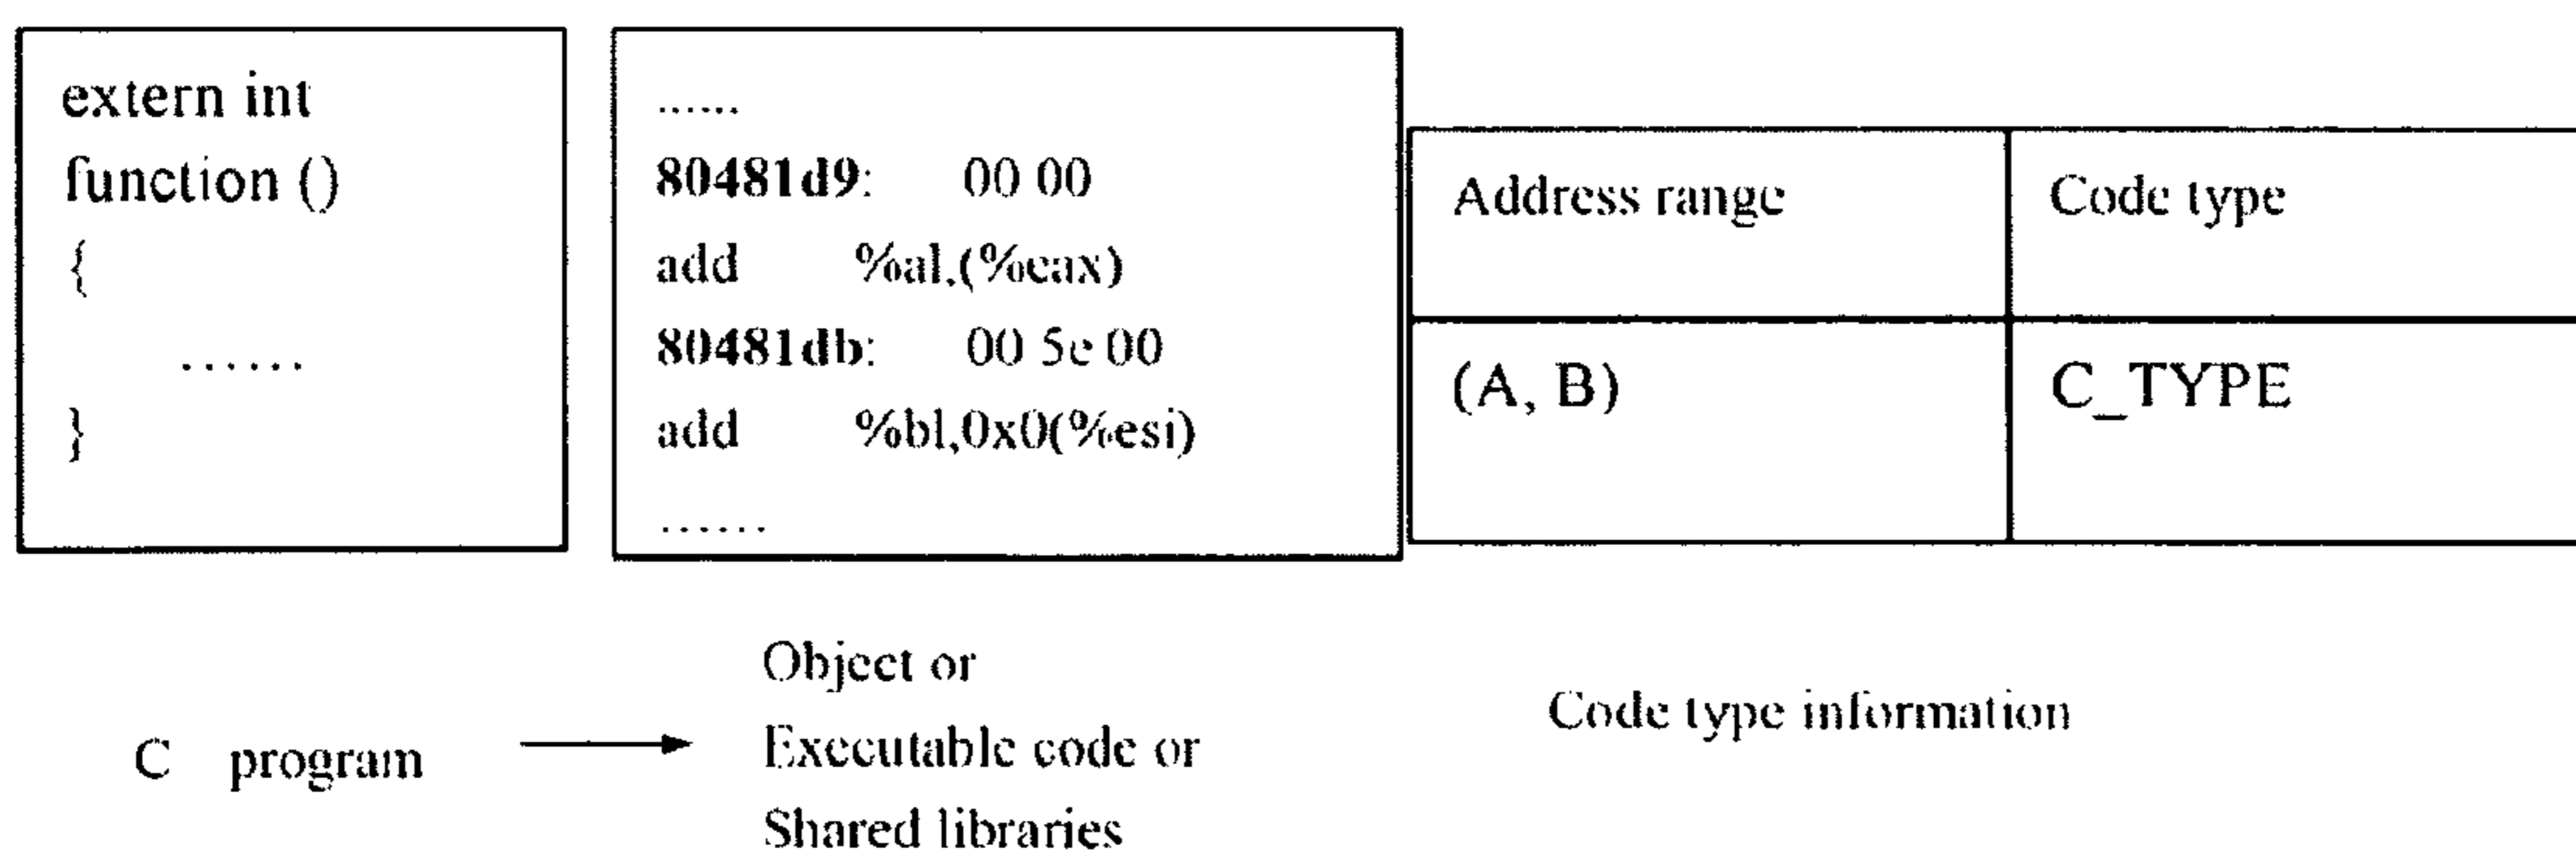 extern int
function ()
{
......
}
......
80481d9: 00 00
add %al,(%eax)
80481db: 00 5e 00
add %bl,0x0(%esi)
......
Address range Code type
(A, B) C_TYPE
C program
Object or
Executable code or
Shared libraries
Code type information